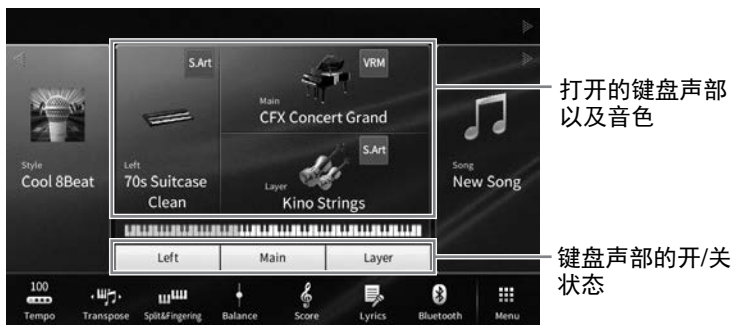 S.Art
VRM
Main
CFX Concert Grand
S.Art
Style
Cool 8Beat
Left
70s Suitcase
Clean
Layer
Kino Strings
Song
New Song
Left
Main
Layer
100
Tempo
Transpose
Split&Fingering
Balance
Score
Lyrics
Bluetooth
Menu
打开的键盘声部
以及音色
键盘声部的开/关
状态